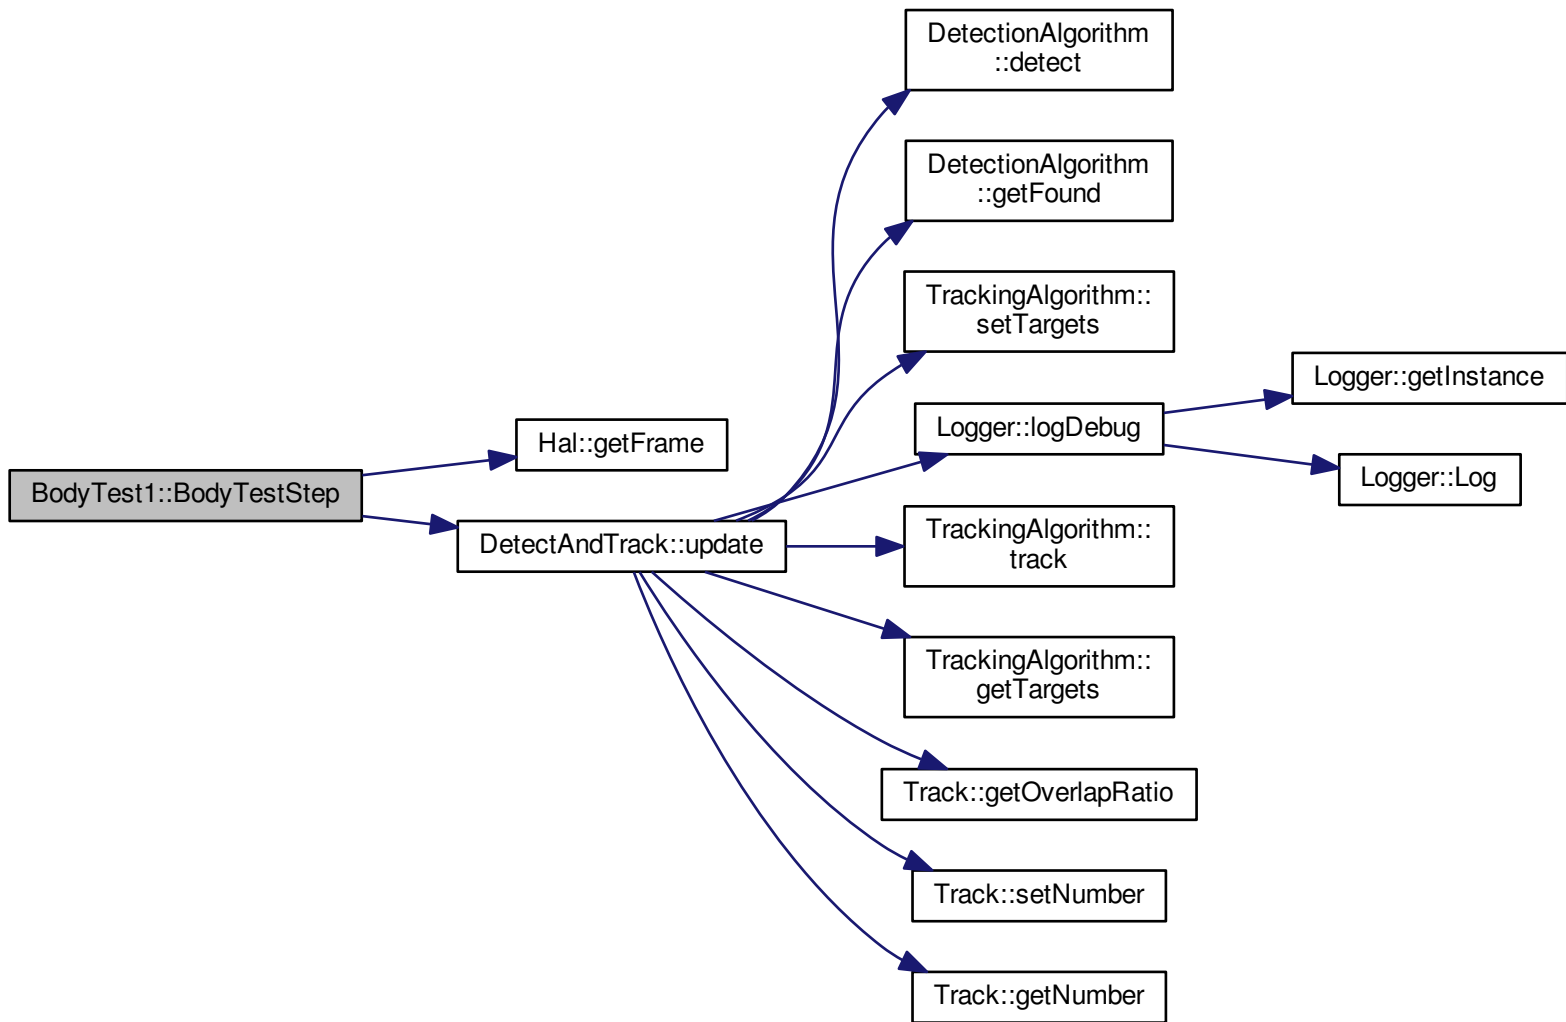 DetectionAlgorithm
::detect
DetectionAlgorithm
::getFound
TrackingAlgorithm::
setTargets
Logger::getInstance
Logger::logDebug
Hal::getFrame
Logger::Log
BodyTest1::BodyTestStep
DetectAndTrack::update
TrackingAlgorithm::
track
TrackingAlgorithm::
getTargets
Track::getOverlapRatio
Track::setNumber
Track::getNumber